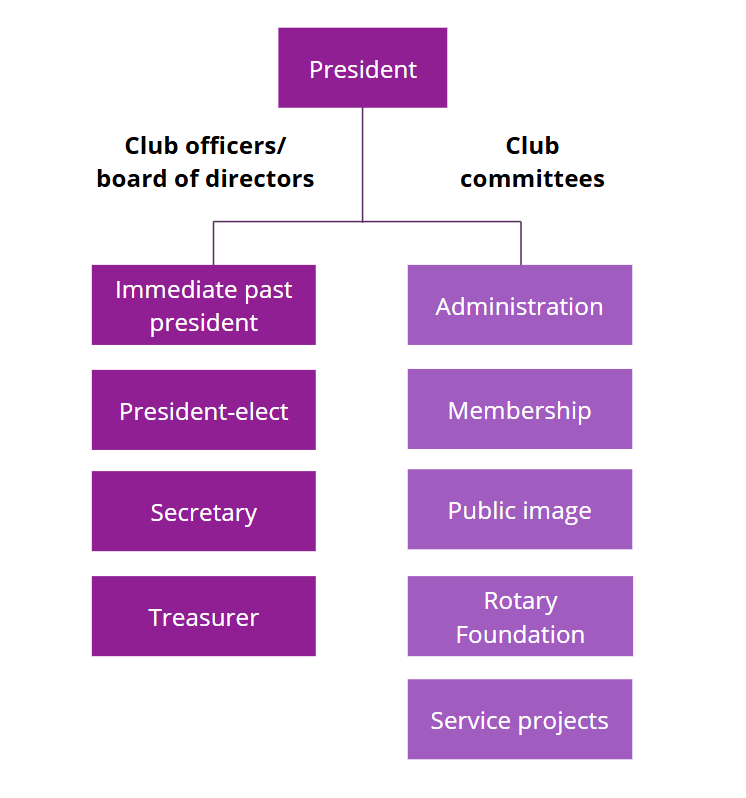 President
Club officers/
board of directors
Club
committees
Immediate past
president
President-elect
Secretary
Treasurer
Administration
Membership
Public image
Rotary
Foundation
Service projects